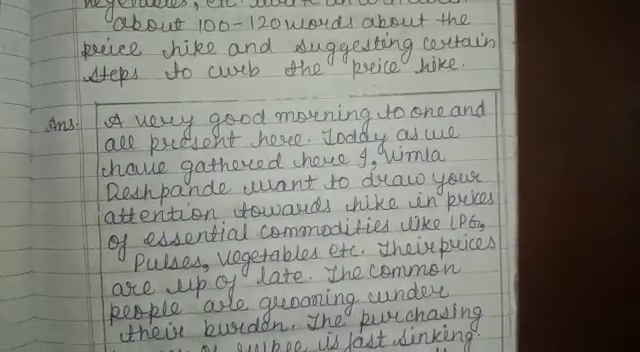 vegetables, etc.
about 100-120 words about the
price hike and suggesting certain
steps to curb the price hike.
Ans. A very good morning to one and
all present here. Today as we
have gathered here I, Vimla
Deshpande want to draw your
attention towards hike in prices
of essential commodities like LPG,
Pulses, vegetables etc. Their prices
are up of late. The common
people are groaning under
their burdon. The purchasing
is fast sinking.